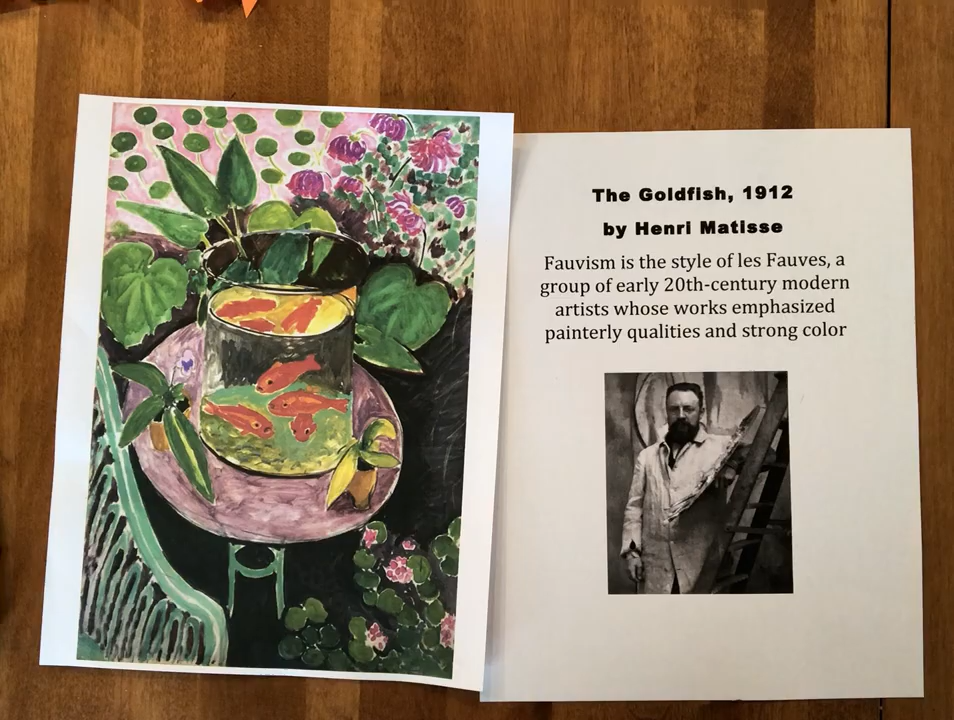 The Goldfish, 1912
by Henri Matisse
Fauvism is the style of les Fauves, a
group of early 20th-century modern
artists whose works emphasized
painterly qualities and strong color